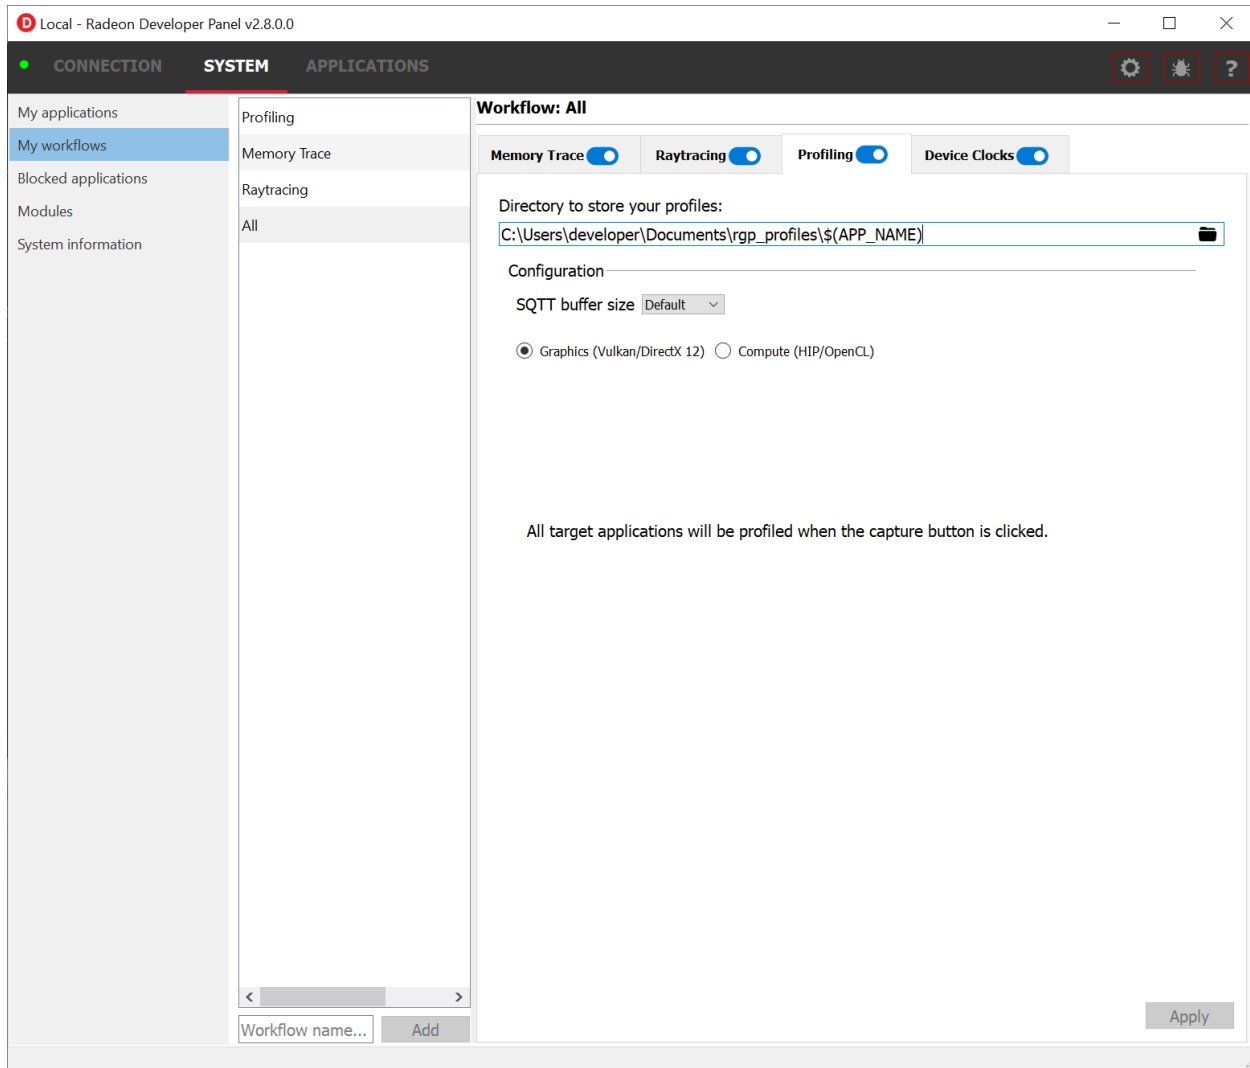 D Local - Radeon Developer Panel v2.8.0.0
CONNECTION SYSTEM APPLICATIONS ?
My applications
My workflows
Blocked applications
Modules
System information
Profiling
Memory Trace
Raytracing
All
Workflow name... Add
Workflow: All
Memory Trace Raytracing Profiling Device Clocks
Directory to store your profiles:
C:\Users\developer\Documents\rgp_profiles\$(APP_NAME)
Configuration
SQTT buffer size Default
Graphics (Vulkan/DirectX 12) Compute (HIP/OpenCL)
All target applications will be profiled when the capture button is clicked.
Apply